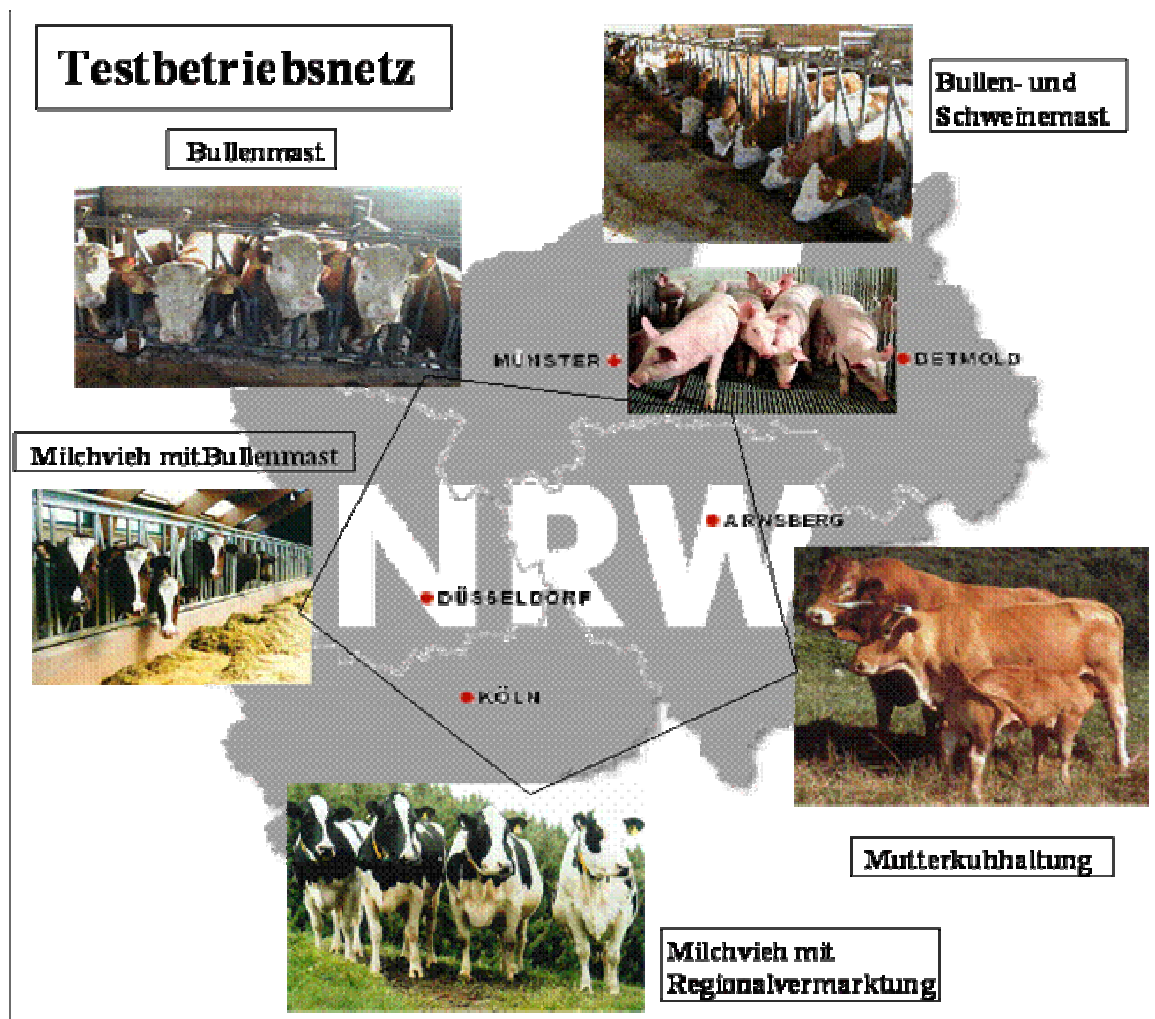 Testbetriebsnetz
Bullen- und
Schweinemast
Bullenmast
MÜNSTER
DETMOLD
Milchvieh mit Bullenmast
NRW
ARNSBERG
DÜSSELDORF
KÖLN
Mutterkuhhaltung
Milchvieh mit
Regionalvermarktung